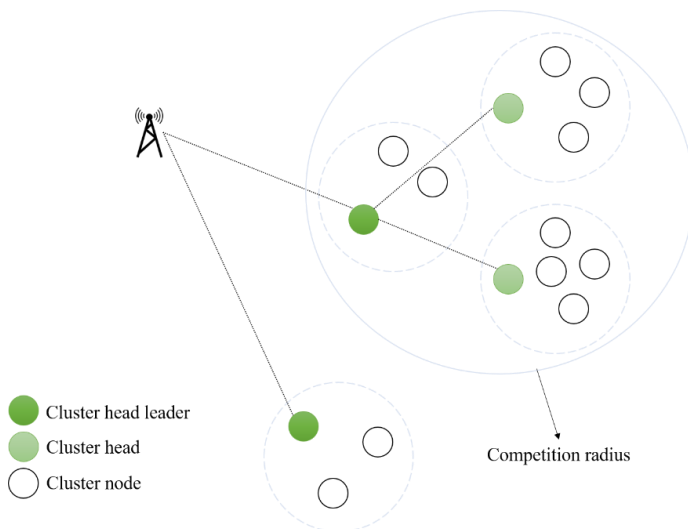 Cluster head leader
Cluster head
Cluster node
Competition radius